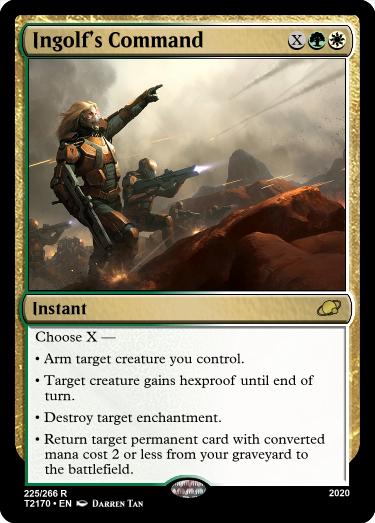 Ingolf's Command X
Instant
Choose X —
• Arm target creature you control.
• Target creature gains hexproof until end of
turn.
• Destroy target enchantment.
• Return target permanent card with converted
mana cost 2 or less from your graveyard to
the battlefield.
225/266 R 2020
T2170 • EN Darren Tan